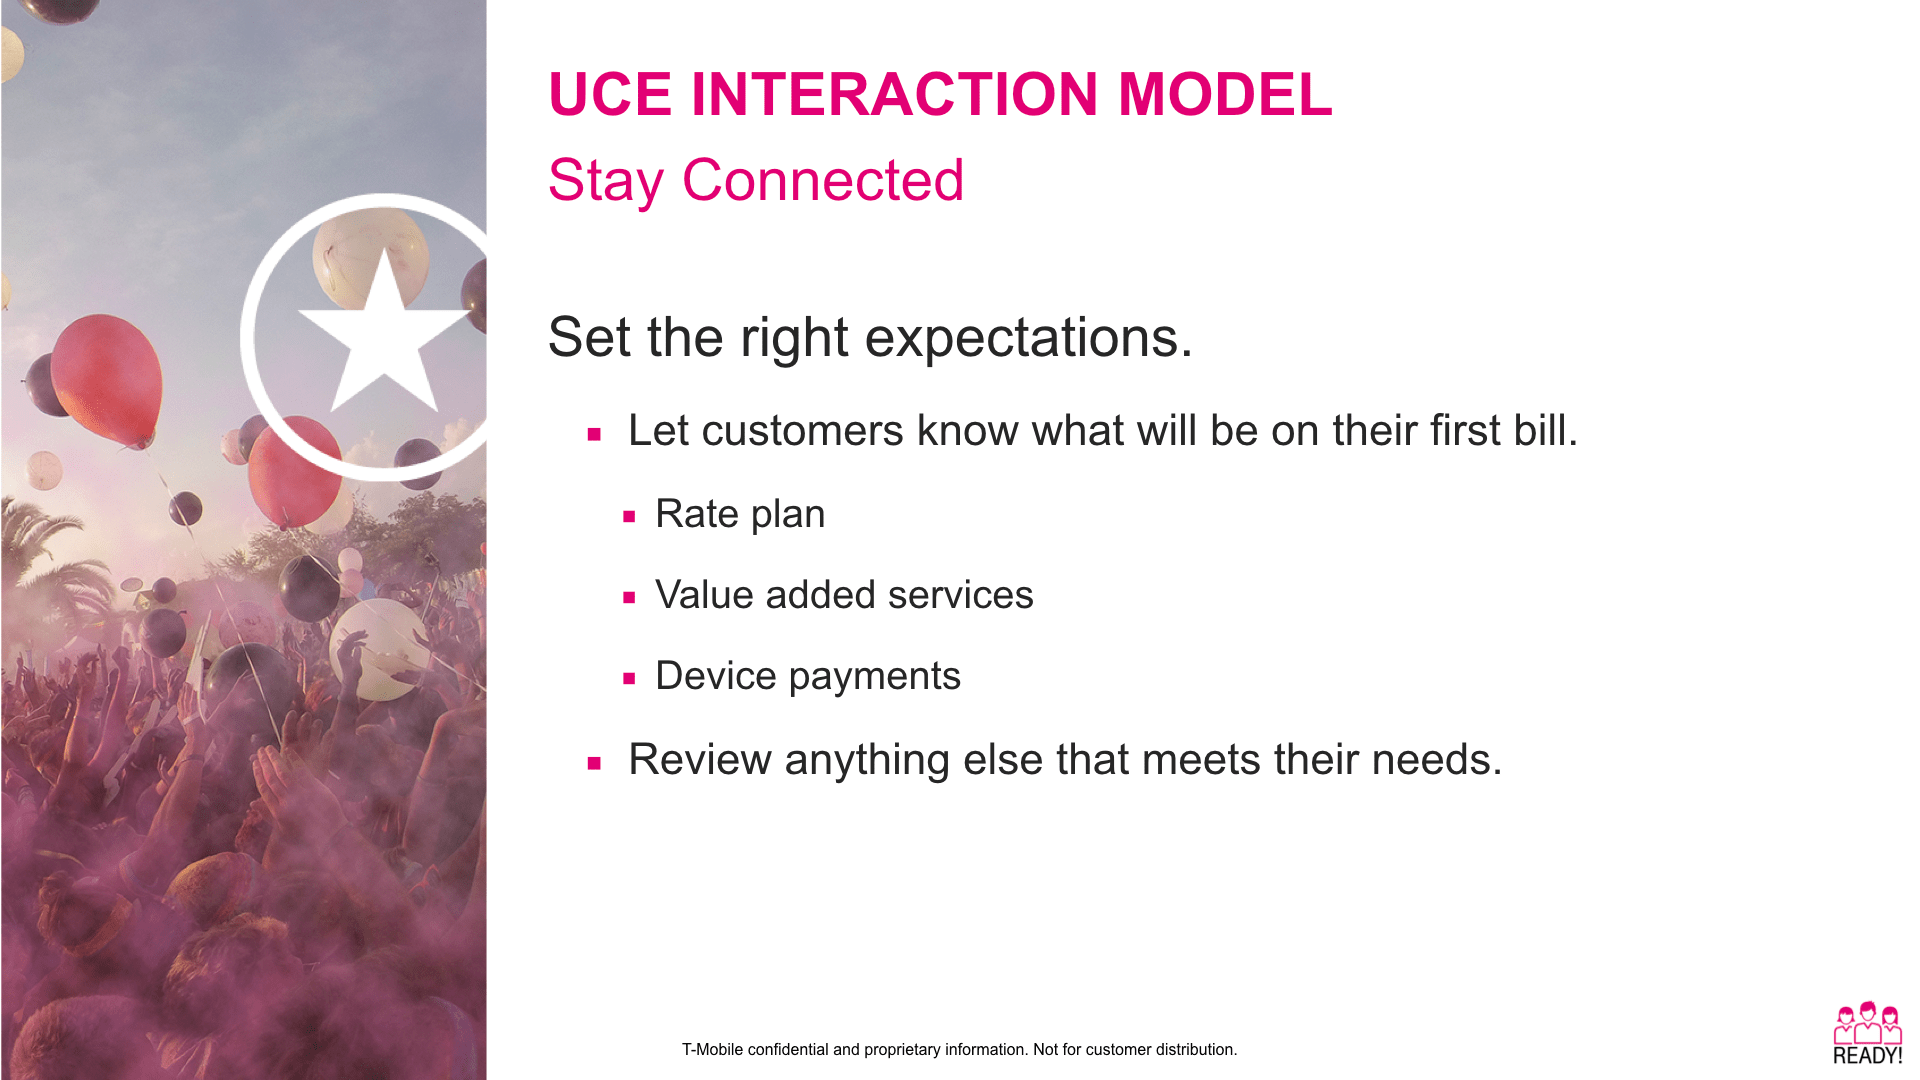 UCE INTERACTION MODEL
Stay Connected
Set the right expectations.
Let customers know what will be on their first bill.
Rate plan
Value added services
Device payments
Review anything else that meets their needs.
T-Mobile confidential and proprietary information. Not for customer distribution.
READY!